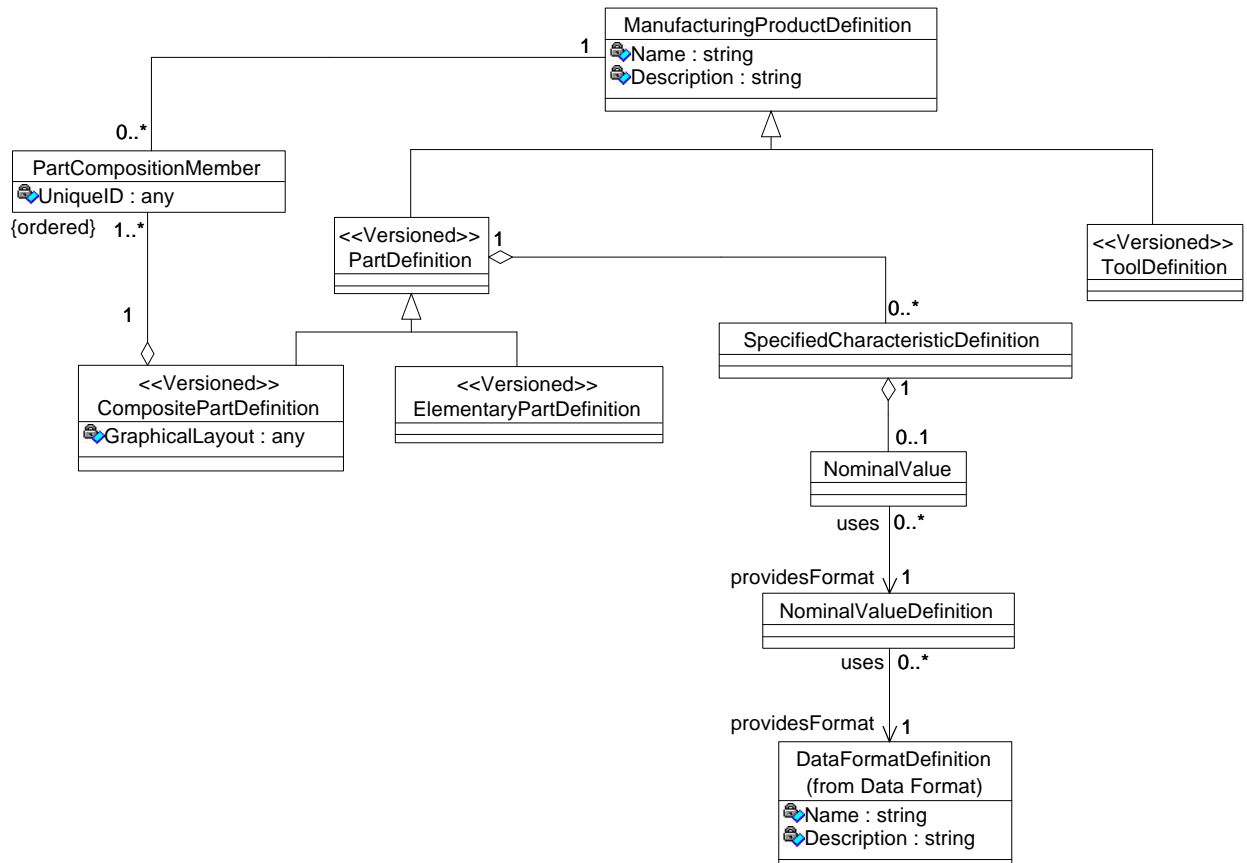 ManufacturingProductDefinition
Name : string
Description : string
1
0..*
PartCompositionMember
UniqueID : any
{ordered} 1..*
<<Versioned>>
PartDefinition
1
<<Versioned>>
ToolDefinition
0..*
SpecifiedCharacteristicDefinition
1
1
<<Versioned>>
CompositePartDefinition
GraphicalLayout : any
<<Versioned>>
ElementaryPartDefinition
0..1
NominalValue
uses 0..*
providesFormat 1
NominalValueDefinition
uses 0..*
providesFormat 1
DataFormatDefinition
(from Data Format)
Name : string
Description : string